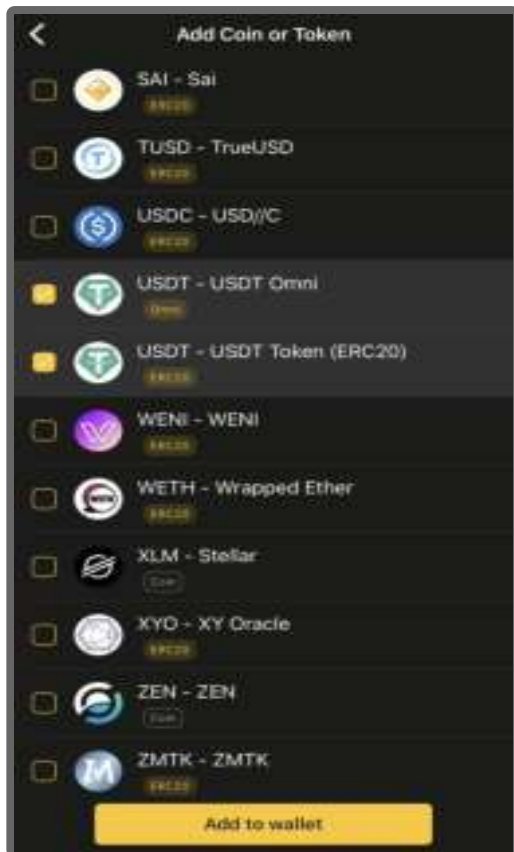 Add Coin or Token
SAI - Sai
ERC20
TUSD - TrueUSD
ERC20
USDC - USD//C
ERC20
USDT - USDT Omni
Omni
USDT - USDT Token (ERC20)
ERC20
WENI - WENI
ERC20
WETH - Wrapped Ether
ERC20
XLM - Stellar
Coin
XYO - XY Oracle
ERC20
ZEN - ZEN
Coin
ZMTK - ZMTK
ERC20
Add to wallet